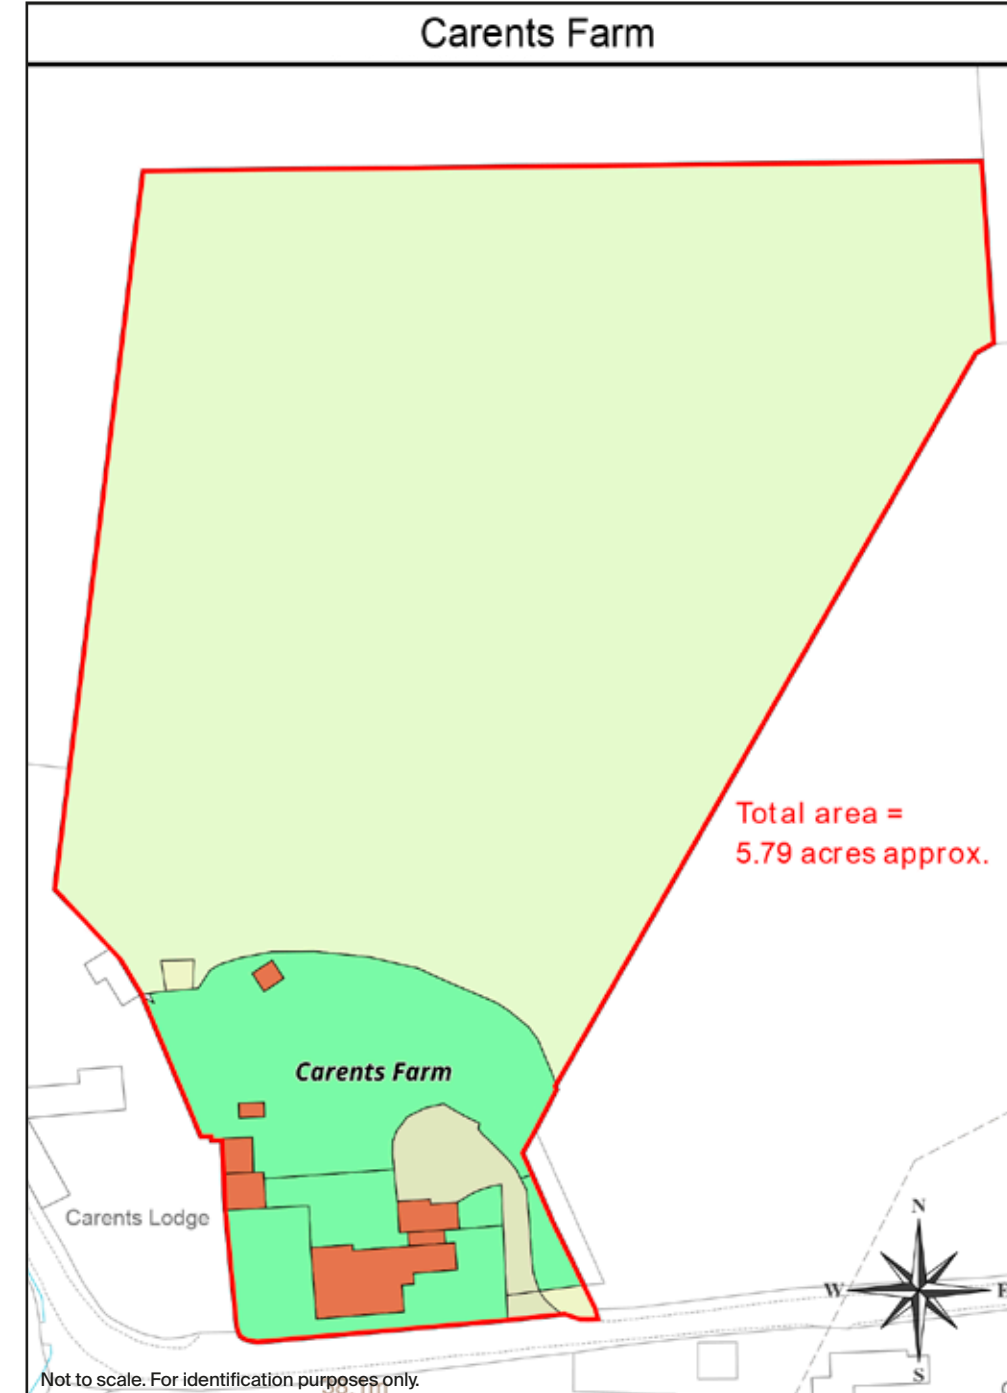 Carents Farm
Total area =
5.79 acres approx.
Carents Farm
Carents Lodge
N
W
E
S
Not to scale. For identification purposes only.